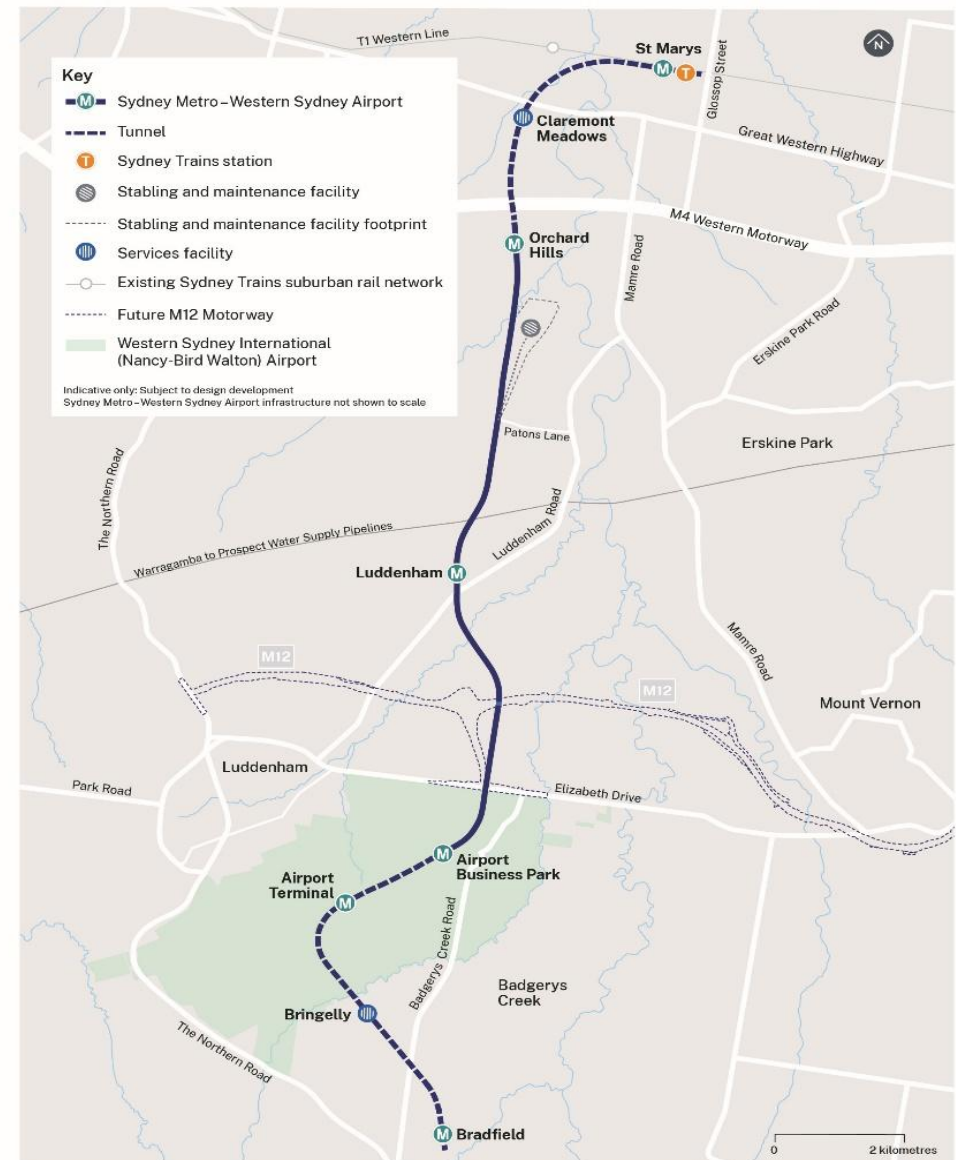 T1 Western Line
St Marys
M
T
N
Glossop Street
Key
M
Sydney Metro – Western Sydney Airport
Tunnel
T
Sydney Trains station
Stabling and maintenance facility
Stabling and maintenance facility footprint
Services facility
Existing Sydney Trains suburban rail network
Future M12 Motorway
Western Sydney International
(Nancy-Bird Walton) Airport
Indicative only: Subject to design development
Sydney Metro – Western Sydney Airport infrastructure not shown to scale
Claremont
Meadows
Great Western Highway
M4 Western Motorway
M
Orchard
Hills
Mamre Road
Erskine Park Road
Patons Lane
Erskine Park
The Northern Road
Warragamba to Prospect Water Supply Pipelines
Luddenham Road
Luddenham
M
Mamre Road
M12
M12
Mount Vernon
Luddenham
Park Road
Elizabeth Drive
M
Airport
Business Park
Airport
Terminal
M
Badgerys Creek Road
Badgerys
Creek
Bringelly
The Northern Road
M
Bradfield
0
2 kilometres